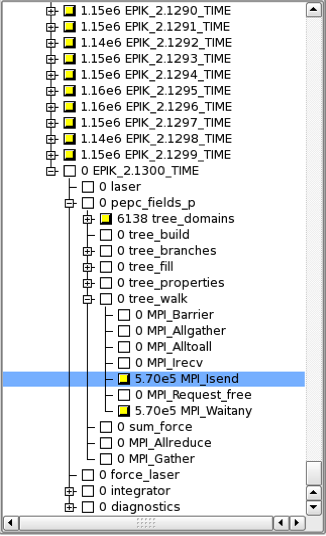 1.15e6 EPIK_2.1290_TIME
1.15e6 EPIK_2.1291_TIME
1.14e6 EPIK_2.1292_TIME
1.15e6 EPIK_2.1293_TIME
1.15e6 EPIK_2.1294_TIME
1.16e6 EPIK_2.1295_TIME
1.16e6 EPIK_2.1296_TIME
1.15e6 EPIK_2.1297_TIME
1.14e6 EPIK_2.1298_TIME
1.15e6 EPIK_2.1299_TIME
0 EPIK_2.1300_TIME
0 laser
0 pepc_fields_p
6138 tree_domains
0 tree_build
0 tree_branches
0 tree_fill
0 tree_properties
0 tree_walk
0 MPI_Barrier
0 MPI_Allgather
0 MPI_Alltoall
0 MPI_Irecv
5.70e5 MPI_Isend
0 MPI_Request_free
5.70e5 MPI_Waitany
0 sum_force
0 MPI_Allreduce
0 MPI_Gather
0 force_laser
0 integrator
0 diagnostics